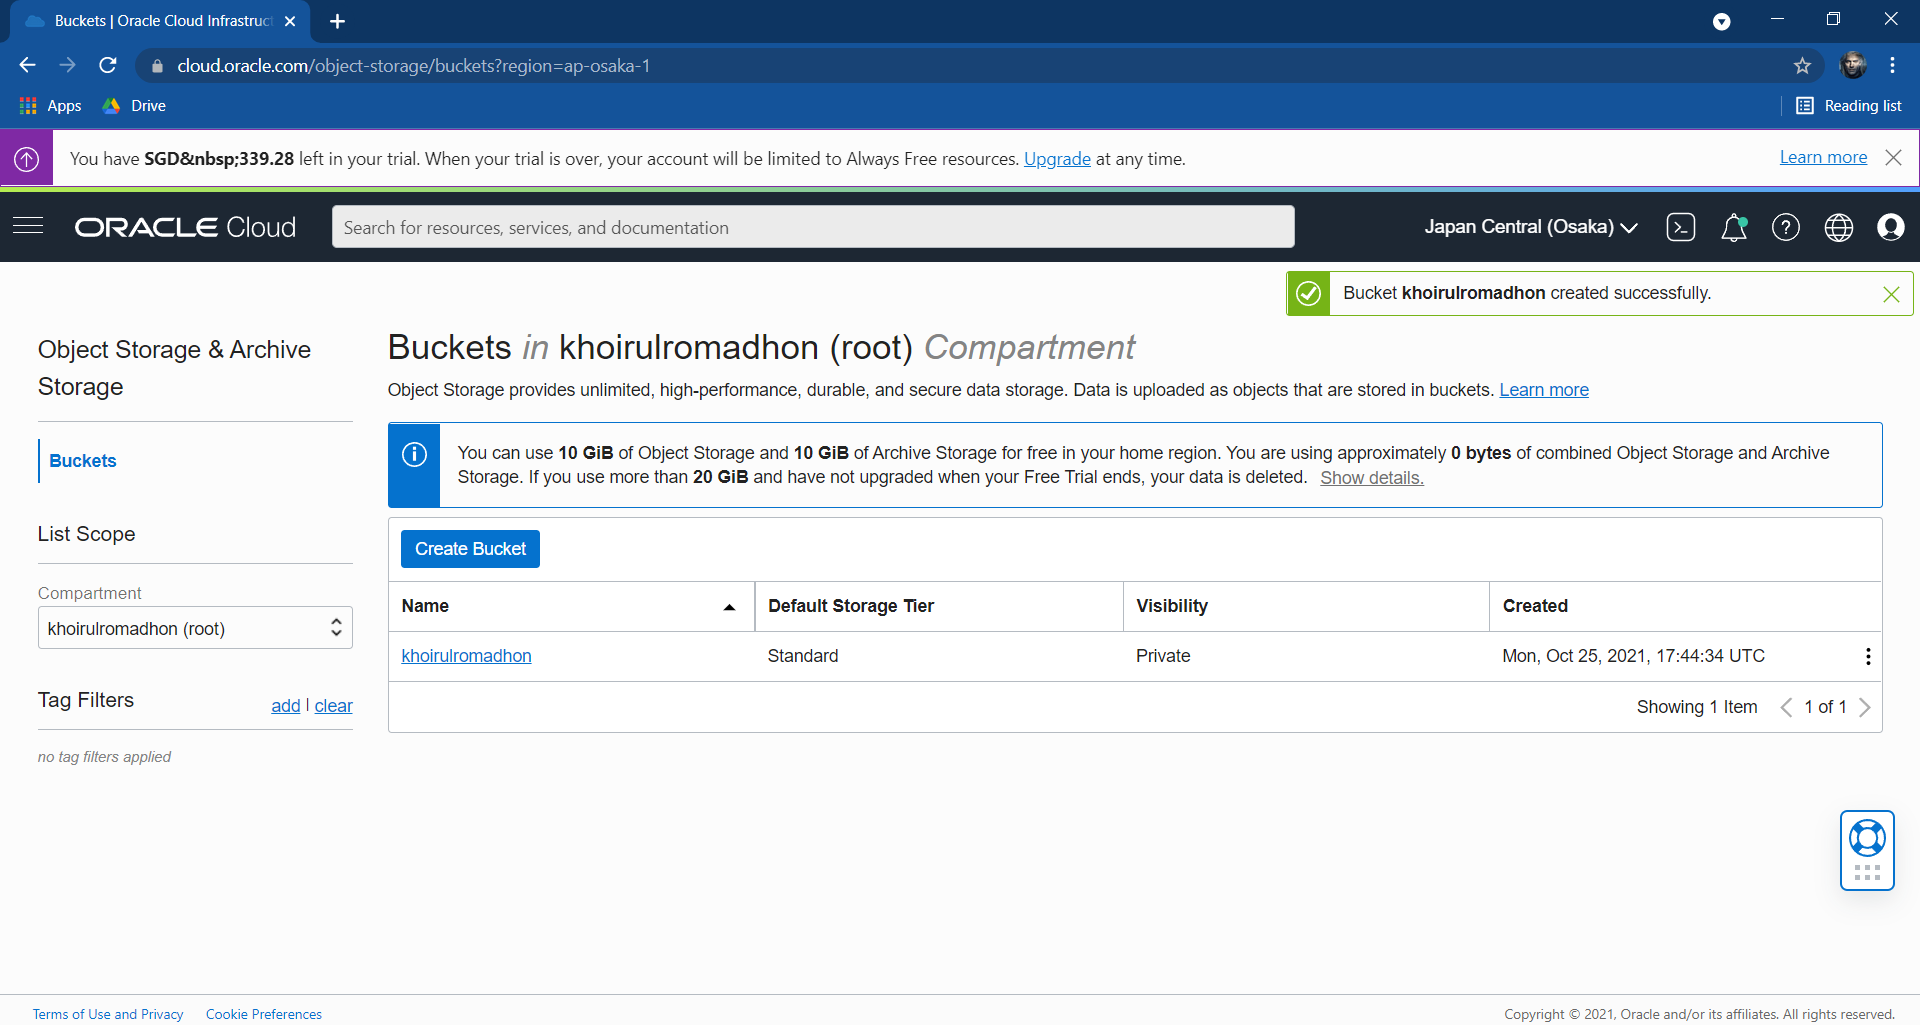 Buckets | Oracle Cloud Infrastruct
cloud.oracle.com/object-storage/buckets?region=ap-osaka-1
Apps
Drive
Reading list
You have SGD&nbsp;339.28 left in your trial. When your trial is over, your account will be limited to Always Free resources. Upgrade at any time.
Learn more
ORACLE Cloud
Search for resources, services, and documentation
Japan Central (Osaka)
Bucket khoirulromadhon created successfully.
Object Storage & Archive
Storage
Buckets
List Scope
Compartment
khoirulromadhon (root)
Tag Filters
add | clear
no tag filters applied
Buckets in khoirulromadhon (root) Compartment
Object Storage provides unlimited, high-performance, durable, and secure data storage. Data is uploaded as objects that are stored in buckets. Learn more
You can use 10 GiB of Object Storage and 10 GiB of Archive Storage for free in your home region. You are using approximately 0 bytes of combined Object Storage and Archive
Storage. If you use more than 20 GiB and have not upgraded when your Free Trial ends, your data is deleted. Show details.
Create Bucket
Name Default Storage Tier Visibility Created
khoirulromadhon Standard Private Mon, Oct 25, 2021, 17:44:34 UTC
Showing 1 Item 1 of 1
Terms of Use and Privacy Cookie Preferences
Copyright © 2021, Oracle and/or its affiliates. All rights reserved.